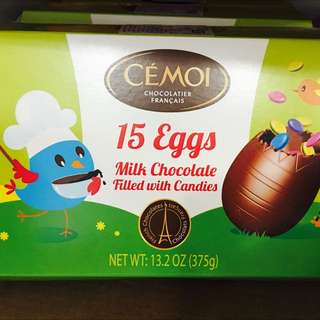 CÉMOI
CHOCOLATIER
FRANÇAIS
15 Eggs
Milk Chocolate
Filled with Candies
NET WT: 13.2 OZ (375g)